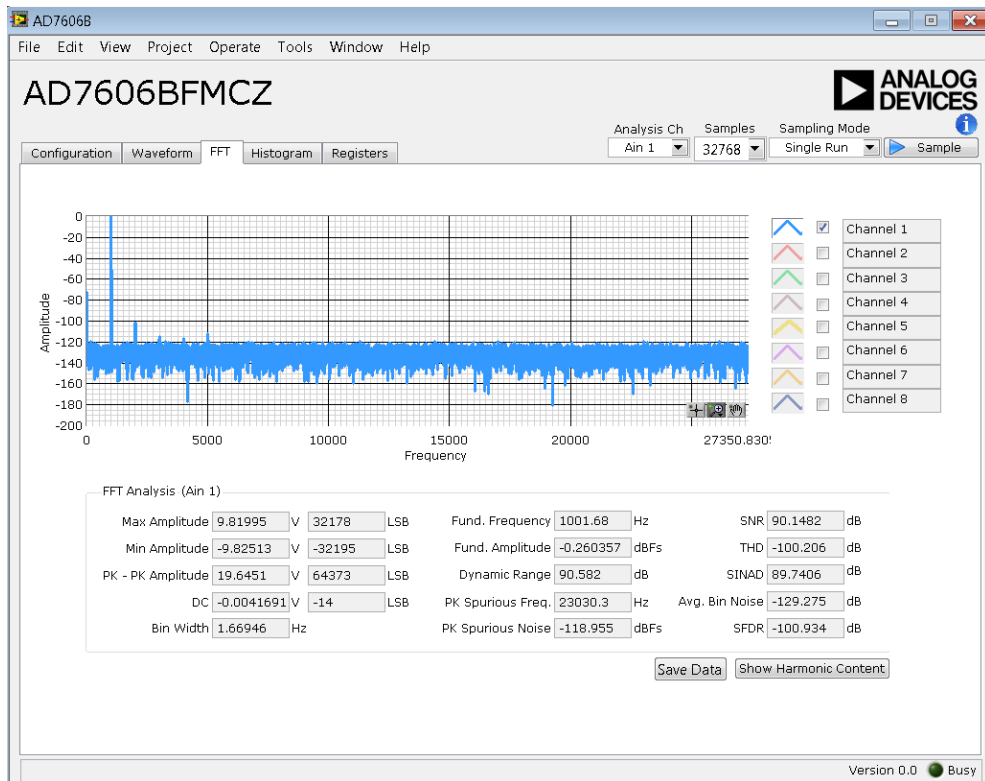 AD7606B
File Edit View Project Operate Tools Window Help
AD7606BFMCZ
ANALOG
DEVICES
Analysis Ch Samples Sampling Mode
Ain 1 32768 Single Run Sample
Configuration Waveform FFT Histogram Registers
Amplitude
0
-20
-40
-60
-80
-100
-120
-140
-160
-180
-200
0 5000 10000 15000 20000 27350.830
Frequency
Channel 1
Channel 2
Channel 3
Channel 4
Channel 5
Channel 6
Channel 7
Channel 8
FFT Analysis (Ain 1)
Max Amplitude 9.81995 V 32178 LSB Fund. Frequency 1001.68 Hz SNR 90.1482 dB
Min Amplitude -9.82513 V -32195 LSB Fund. Amplitude -0.260357 dBFs THD -100.206 dB
PK - PK Amplitude 19.6451 V 64373 LSB Dynamic Range 90.582 dB SINAD 89.7406 dB
DC -0.0041691 V -14 LSB PK Spurious Freq. 23030.3 Hz Avg. Bin Noise -129.275 dB
Bin Width 1.66946 Hz PK Spurious Noise -118.955 dBFs SFDR -100.934 dB
Save Data Show Harmonic Content
Version 0.0 Busy